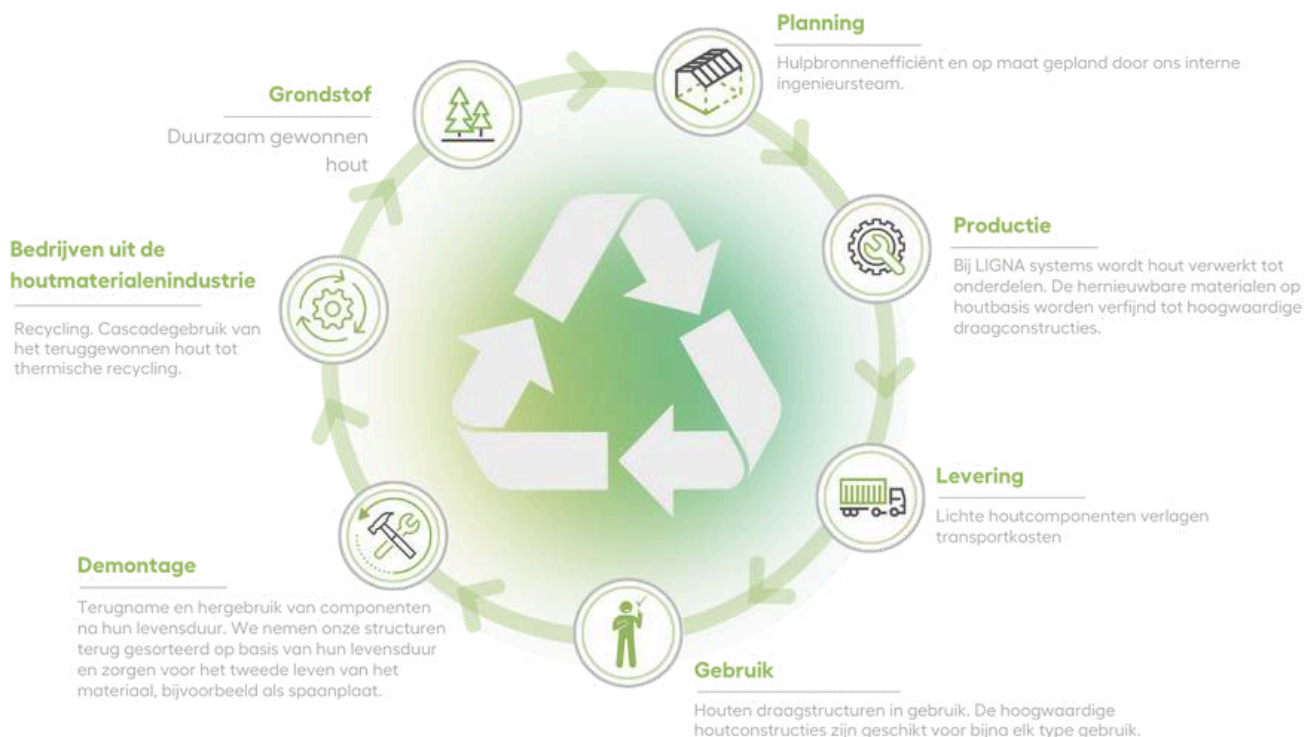 Planning
Hulpbronnenefficiënt en op maat gepland door ons interne
ingenieursteam.
Productie
Bij LIGNA systems wordt hout verwerkt tot
onderdelen. De hernieuwbare materialen op
houtbasis worden verfijnd tot hoogwaardige
draagconstructies.
Levering
Lichte houtcomponenten verlagen
transportkosten
Gebruik
Houten draagstructuren in gebruik. De hoogwaardige
houtconstructies zijn geschikt voor bijna elk type gebruik.
Demontage
Terugname en hergebruik van componenten
na hun levensduur. We nemen onze structuren
terug gesorteerd op basis van hun levensduur
en zorgen voor het tweede leven van het
materiaal, bijvoorbeeld als spaanplaat.
Bedrijven uit de
houtmaterialenindustrie
Recycling. Cascadegebruik van
het teruggewonnen hout tot
thermische recycling.
Grondstof
Duurzaam gewonnen
hout